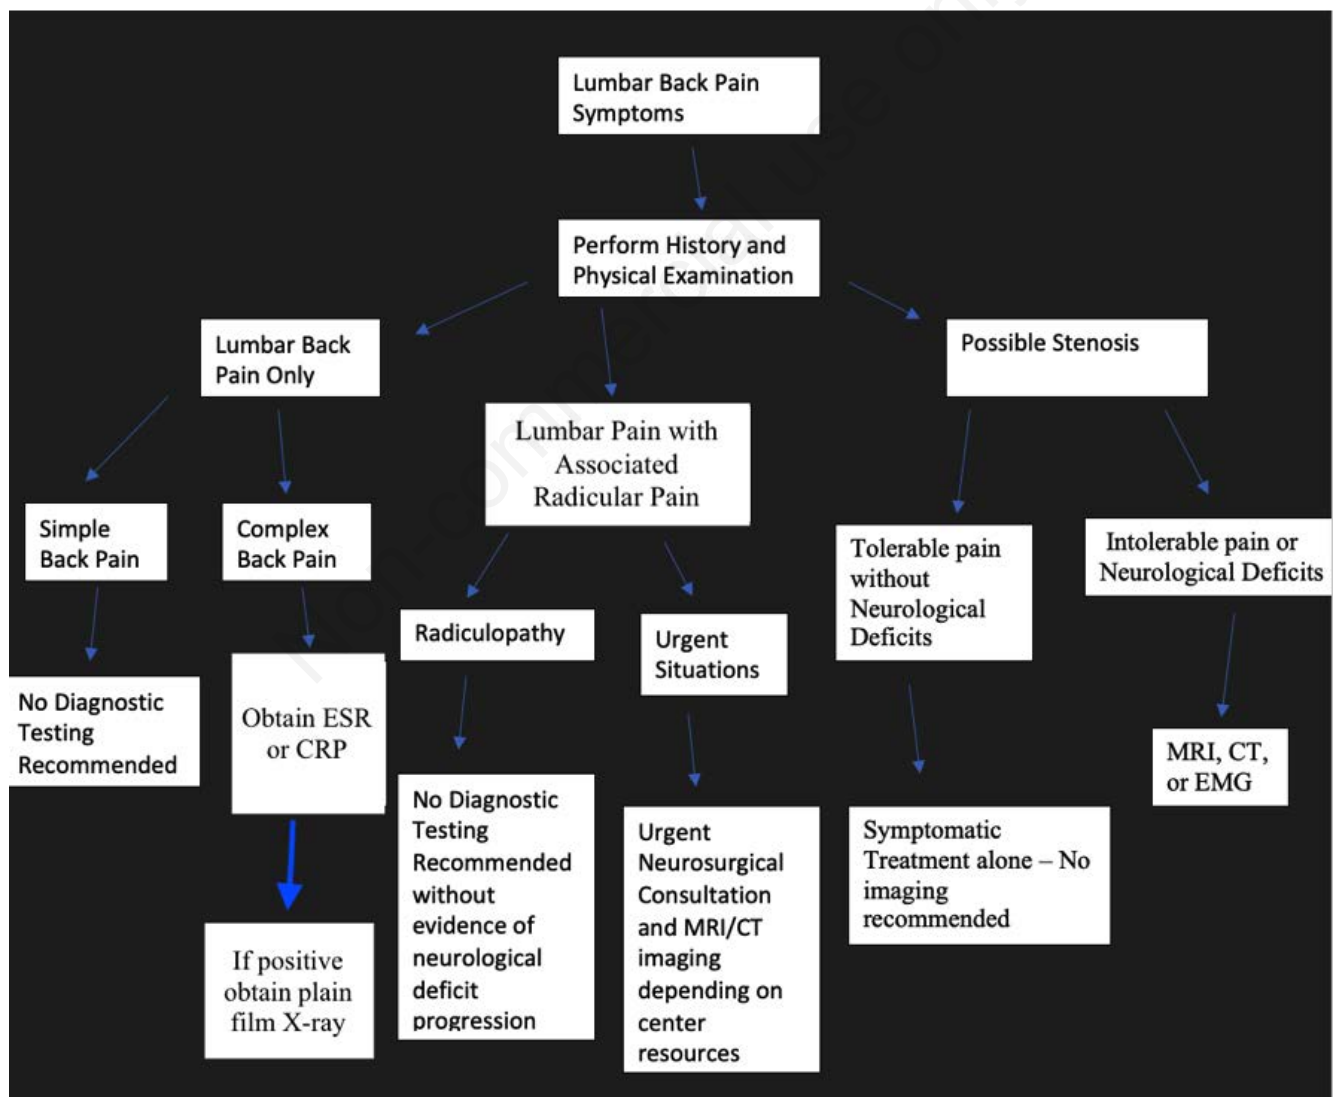 Lumbar Back Pain
Symptoms
Perform History and
Physical Examination
Lumbar Back
Pain Only
Possible Stenosis
Lumbar Pain with
Associated
Radicular Pain
Simple
Back Pain
Complex
Back Pain
Tolerable pain
without
Neurological
Deficits
Intolerable pain or
Neurological Deficits
Radiculopathy
Urgent
Situations
No Diagnostic
Testing
Recommended
Obtain ESR
or CRP
MRI, CT,
or EMG
No Diagnostic
Testing
Recommended
without
evidence of
neurological
deficit
progression
Urgent
Neurosurgical
Consultation
and MRI/CT
imaging
depending on
center
resources
Symptomatic
Treatment alone – No
imaging
recommended
If positive
obtain plain
film X-ray
Non-commercial use only